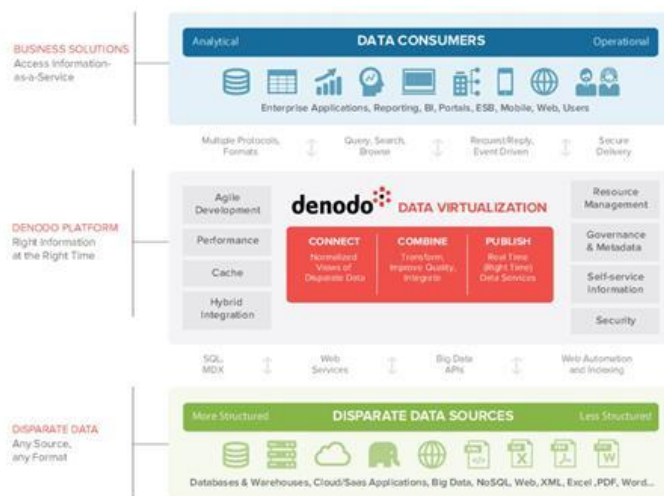 BUSINESS SOLUTIONS
Access Information-
as-a-Service
Analytical
DATA CONSUMERS
Operational
Enterprise Applications, Reporting, BI, Portals, ESB, Mobile, Web, Users
Multiple Protocols,
Formats
Query, Search,
Browse
Request/Reply,
Event Driven
Secure
Delivery
DENODO PLATFORM
Right Information
at the Right Time
Agile
Development
Performance
Cache
Hybrid
Integration
denodo DATA VIRTUALIZATION
CONNECT
Normalized
Views of
Disparate Data
COMBINE
Transform,
Improve Quality,
Integrate
PUBLISH
Real Time
(Right Time)
Data Services
Resource
Management
Governance
& Metadata
Self-service
Information
Security
SQL,
MDX
Web
Services
Big Data
APIs
Web Automation
and Indexing
DISPARATE DATA
Any Source,
any Format
More Structured
DISPARATE DATA SOURCES
Less Structured
X
W
Databases & Warehouses, Cloud/Saas Applications, Big Data, NoSQL, Web, XML, Excel ,PDF, Word...